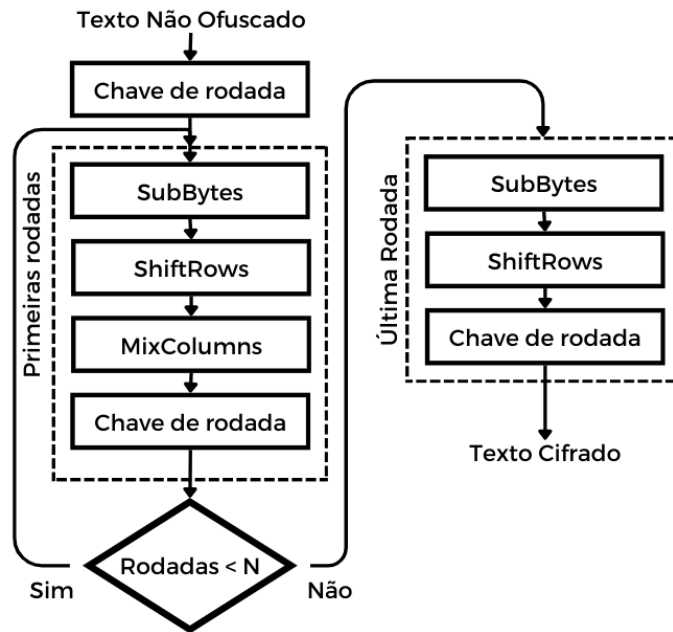 Texto Não Ofuscado
Chave de rodada
Primeiras rodadas
SubBytes
ShiftRows
MixColumns
Chave de rodada
Rodadas < N
Sim
Não
Última Rodada
SubBytes
ShiftRows
Chave de rodada
Texto Cifrado